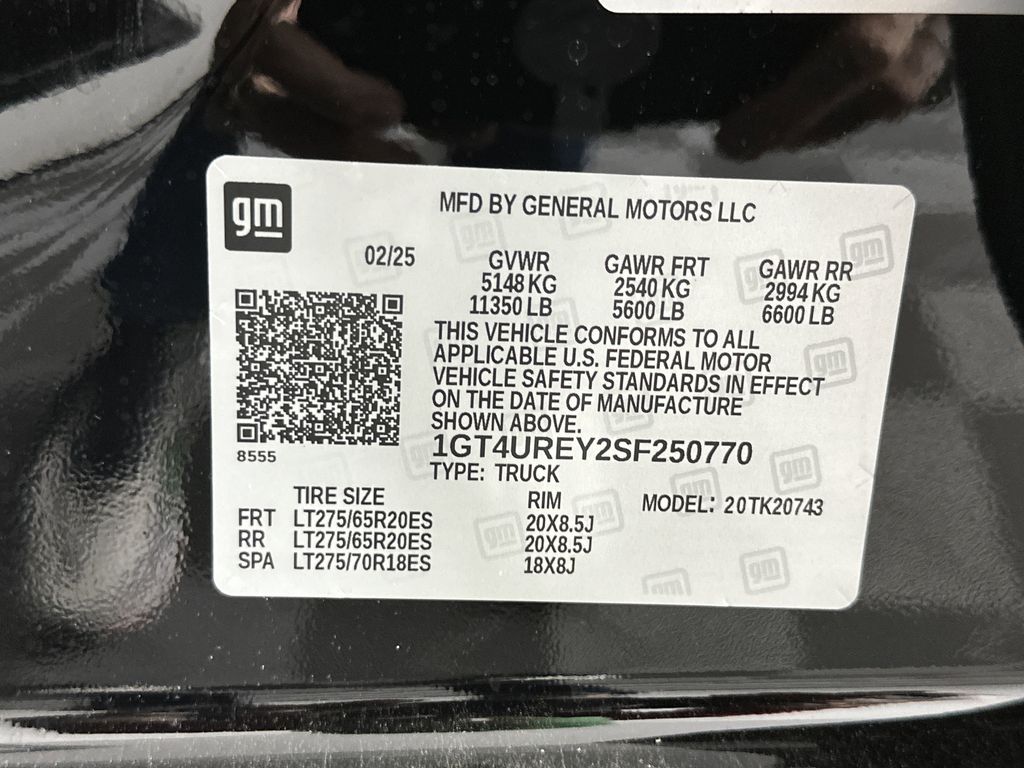 gm
MFD BY GENERAL MOTORS LLC
02/25
GVWR GAWR FRT GAWR RR
5148 KG 2540 KG 2994 KG
11350 LB 5600 LB 6600 LB
THIS VEHICLE CONFORMS TO ALL
APPLICABLE U.S. FEDERAL MOTOR
VEHICLE SAFETY STANDARDS IN EFFECT
ON THE DATE OF MANUFACTURE
SHOWN ABOVE.
8555
1GT4UREY2SF250770
TYPE: TRUCK
TIRE SIZE RIM MODEL: 20TK20743
FRT LT275/65R20ES 20X8.5J
RR LT275/65R20ES 20X8.5J
SPA LT275/70R18ES 18X8J